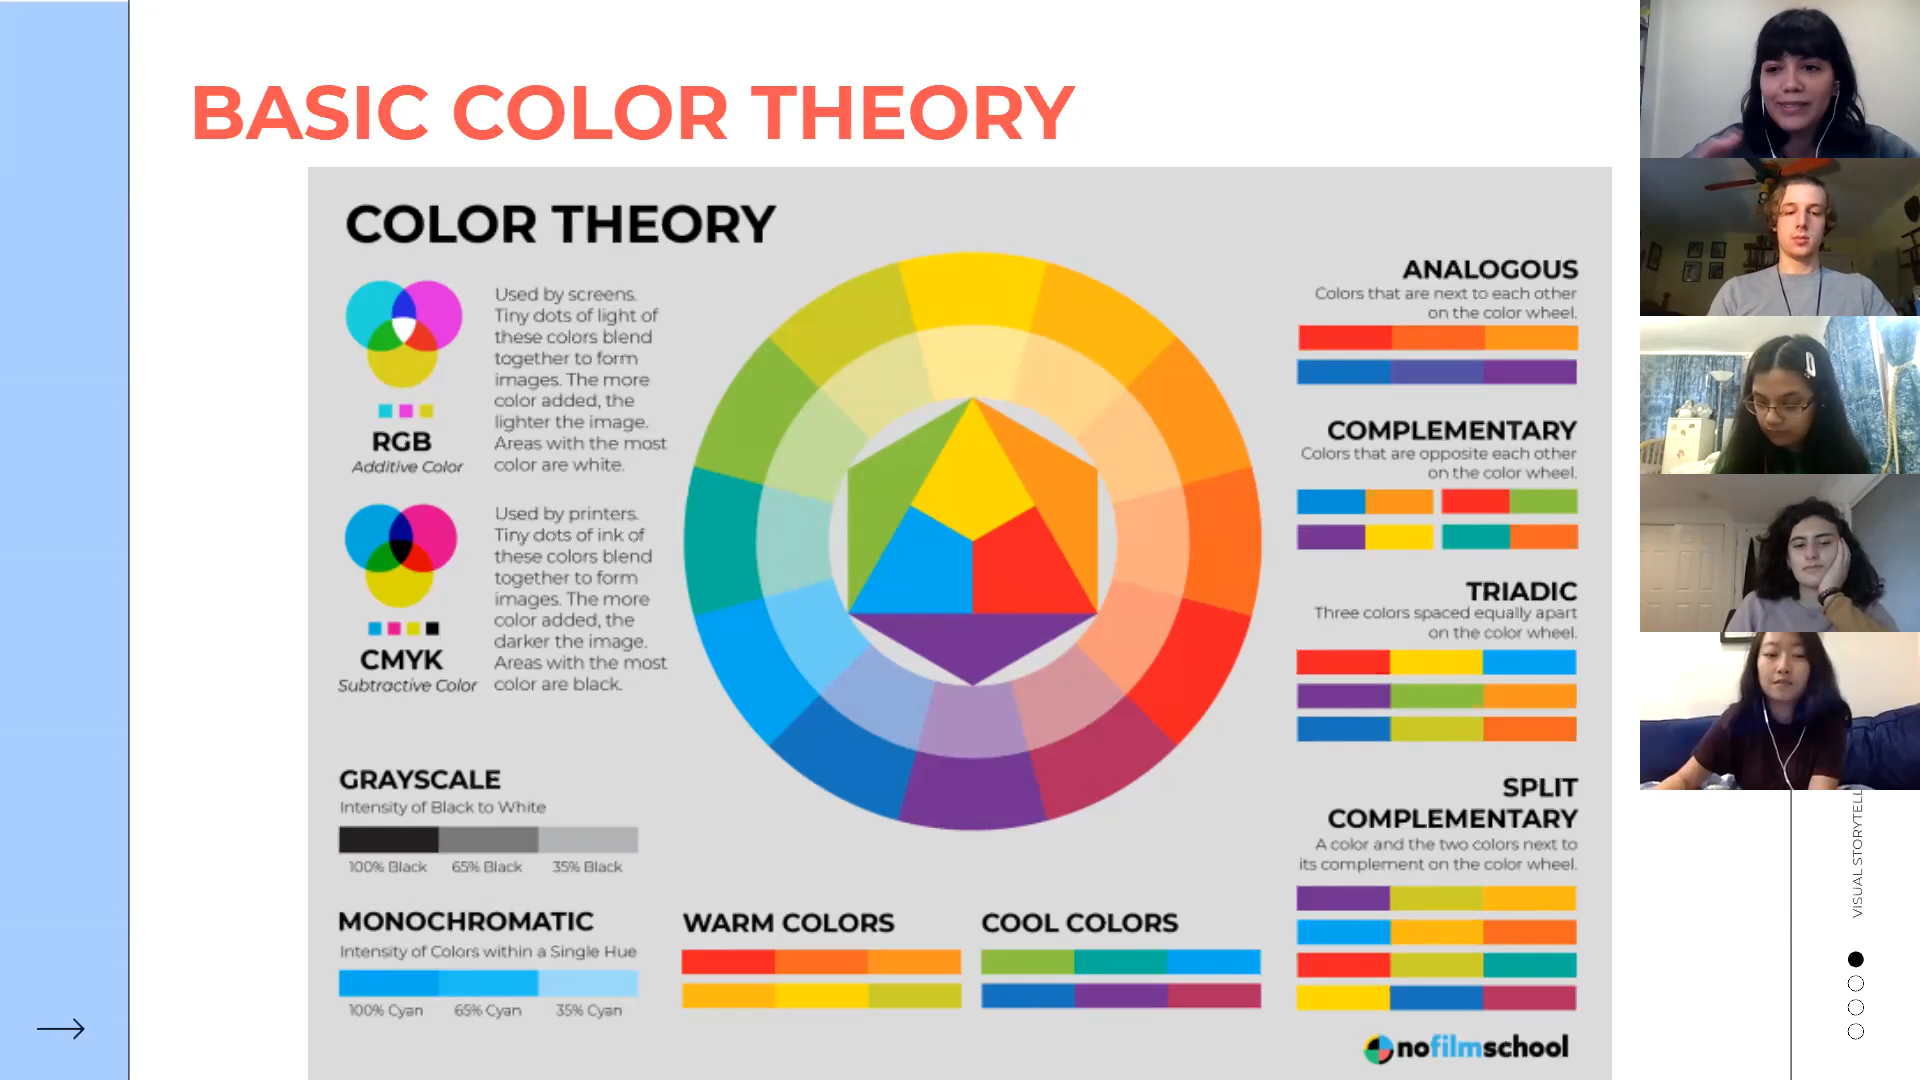 BASIC COLOR THEORY
COLOR THEORY
Used by screens.
Tiny dots of light of
these colors blend
together to form
images. The more
color added, the
lighter the image.
Areas with the most
color are white.
RGB
Additive Color
Used by printers.
Tiny dots of ink of
these colors blend
together to form
images. The more
color added, the
darker the image.
Areas with the most
color are black.
CMYK
Subtractive Color
GRAYSCALE
Intensity of Black to White
100% Black 65% Black 35% Black
MONOCHROMATIC
Intensity of Colors within a Single Hue
100% Cyan 65% Cyan 35% Cyan
WARM COLORS
COOL COLORS
ANALOGOUS
Colors that are next to each other
on the color wheel.
COMPLEMENTARY
Colors that are opposite each other
on the color wheel.
TRIADIC
Three colors spaced equally apart
on the color wheel.
SPLIT
COMPLEMENTARY
A color and the two colors next to
its complement on the color wheel.
nofilmschool
VISUAL STORYTELL